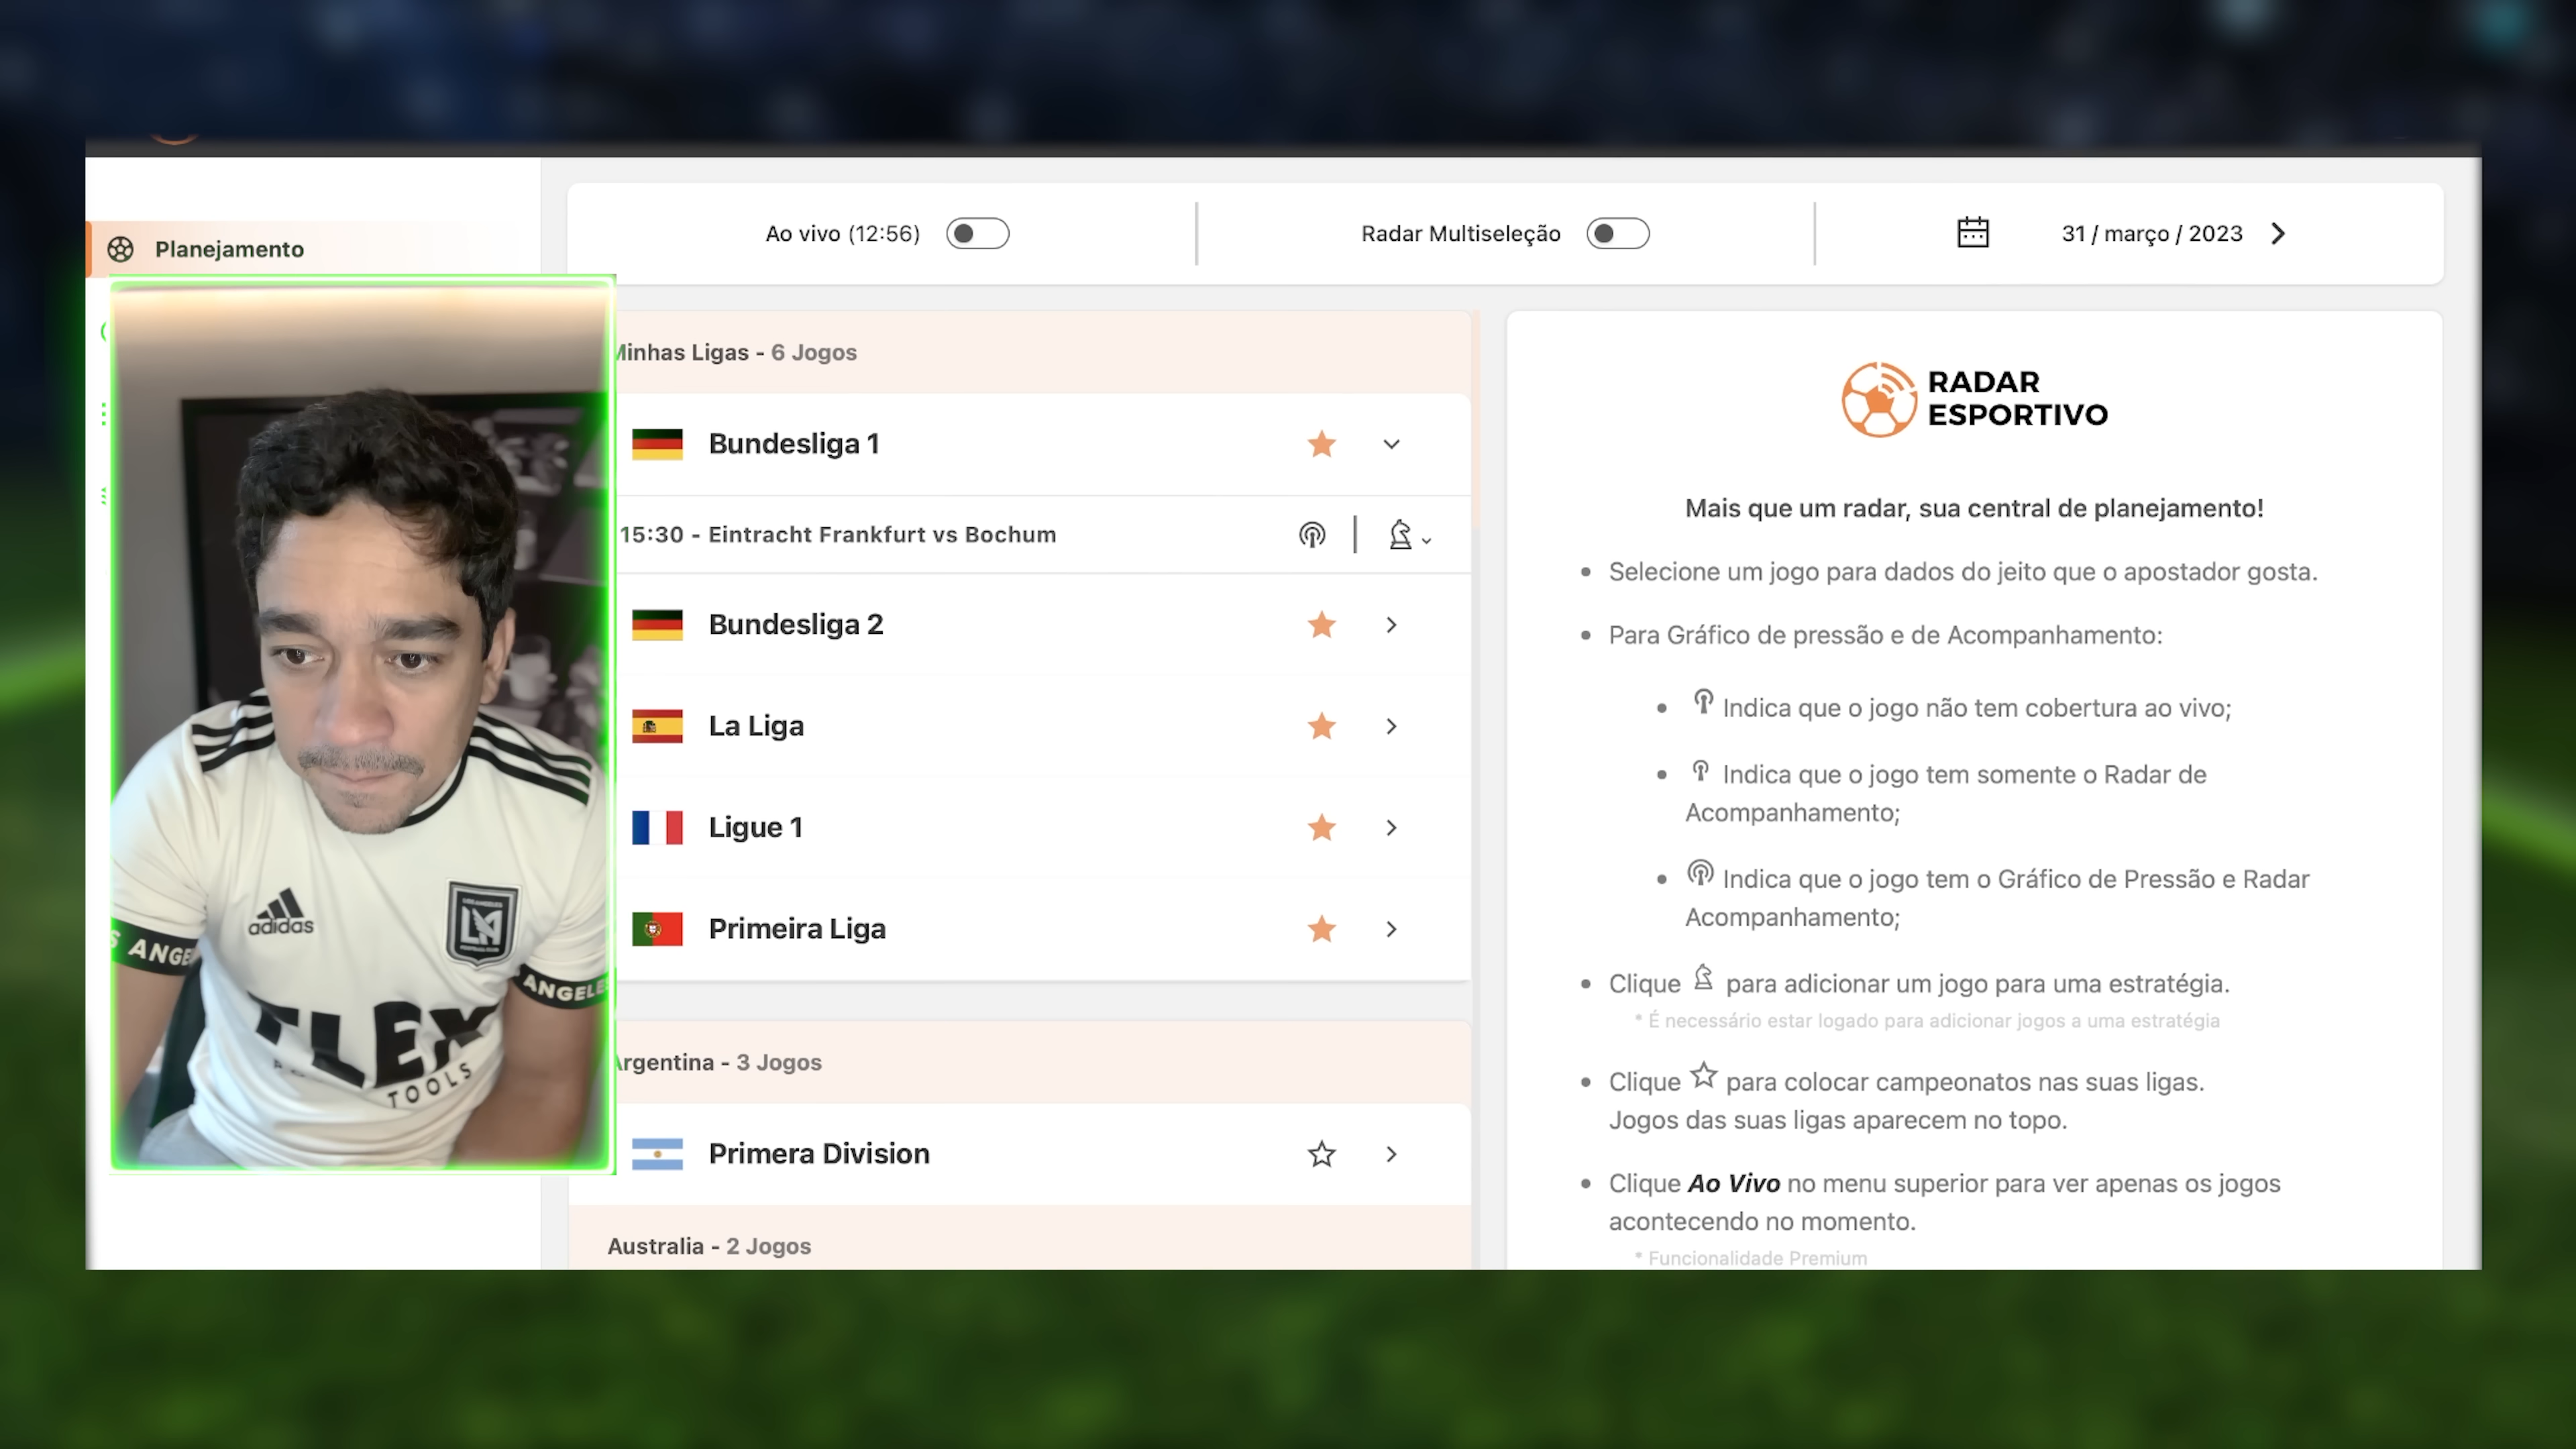 Planejamento
Ao vivo (12:56)
Radar Multiseleção
31 / março / 2023
Minhas Ligas - 6 Jogos
Bundesliga 1
15:30 - Eintracht Frankfurt vs Bochum
Bundesliga 2
La Liga
Ligue 1
Primeira Liga
Argentina - 3 Jogos
Primera Division
Australia - 2 Jogos
RADAR
ESPORTIVO
Mais que um radar, sua central de planejamento!
Selecione um jogo para dados do jeito que o apostador gosta.
Para Gráfico de pressão e de Acompanhamento:
Indica que o jogo não tem cobertura ao vivo;
Indica que o jogo tem somente o Radar de
Acompanhamento;
Indica que o jogo tem o Gráfico de Pressão e Radar
Acompanhamento;
Clique para adicionar um jogo para uma estratégia.
* É necessário estar logado para adicionar jogos a uma estratégia
Clique para colocar campeonatos nas suas ligas.
Jogos das suas ligas aparecem no topo.
Clique Ao Vivo no menu superior para ver apenas os jogos
acontecendo no momento.
* Funcionalidade Premium
adidas
LA
S ANGE
ANGELE
FLEX
TOOLS